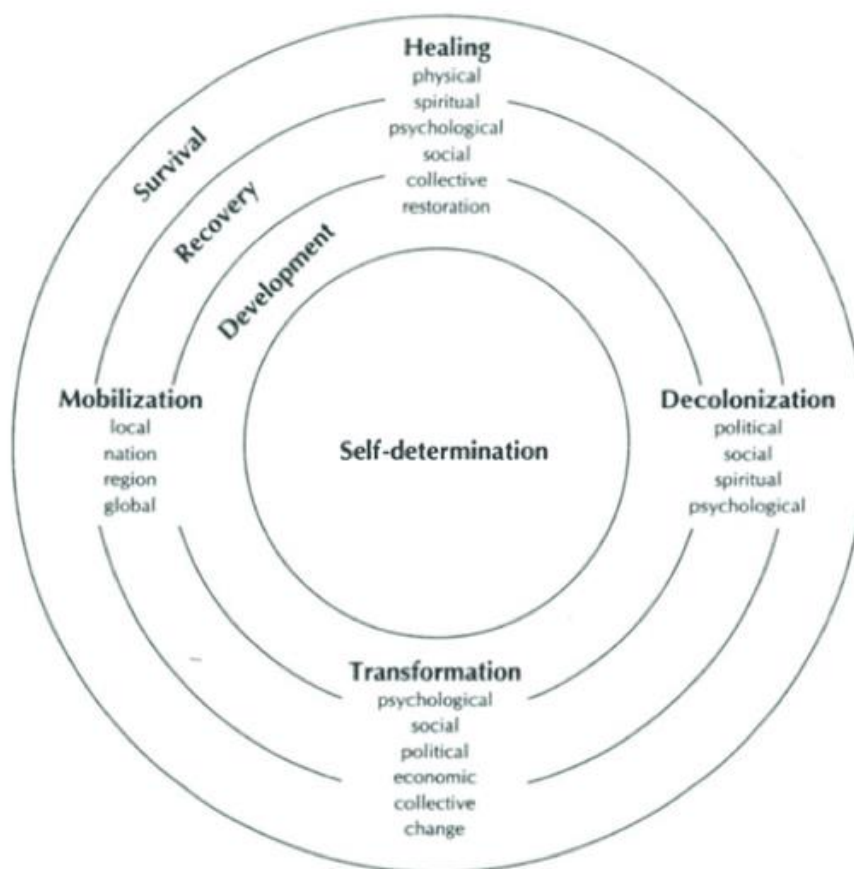 Healing
physical
spiritual
psychological
social
collective
restoration
Survival
Recovery
Development
Mobilization
local
nation
region
global
Self-determination
Decolonization
political
social
spiritual
psychological
Transformation
psychological
social
political
economic
collective
change